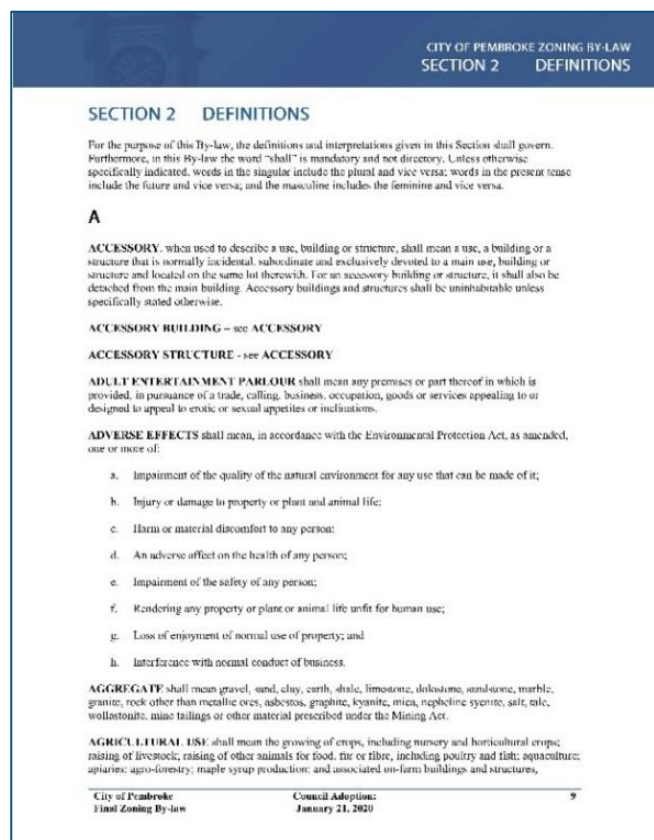 CITY OF PEMBROKE ZONING BY-LAW
SECTION 2 DEFINITIONS
SECTION 2 DEFINITIONS
For the purpose of this By-law, the definitions and interpretations given in this Section shall govern.
Furthermore, in this By-law the word "shall" is mandatory and not directory. Unless otherwise
specifically indicated, words in the singular include the plural and vice versa; words in the present tense
include the future and vice versa; and the masculine includes the feminine and vice versa.
A
ACCESSORY, when used to describe a use, building or structure, shall mean a use, a building or a
structure that is normally incidental, subordinate and exclusively devoted to a main use, building or
structure and located on the same lot therewith. For an accessory building or structure, it shall also be
detached from the main building. Accessory buildings and structures shall be uninhabitable unless
specifically stated otherwise.
ACCESSORY BUILDING – see ACCESSORY
ACCESSORY STRUCTURE - see ACCESSORY
ADULT ENTERTAINMENT PARLOUR shall mean any premises or part thereof in which is
provided, in pursuance of a trade, calling, business, occupation, goods or services appealing to or
designed to appeal to erotic or sexual appetites or inclinations.
ADVERSE EFFECTS shall mean, in accordance with the Environmental Protection Act, as amended,
one or more of:
a. Impairment of the quality of the natural environment for any use that can be made of it;
b. Injury or damage to property or plant and animal life;
c. Harm or material discomfort to any person;
d. An adverse affect on the health of any person;
e. Impairment of the safety of any person;
f. Rendering any property or plant or animal life unfit for human use;
g. Loss of enjoyment of normal use of property; and
h. Interference with normal conduct of business.
AGGREGATE shall mean gravel, sand, clay, earth, shale, limestone, dolostone, sandstone, marble,
granite, rock other than metallic ores, asbestos, graphite, kyanite, mica, nepheline syenite, salt, talc,
wollastonite, mine tailings or other material prescribed under the Mining Act.
AGRICULTURAL USE shall mean the growing of crops, including nursery and horticultural crops;
raising of livestock; raising of other animals for food, fur or fibre, including poultry and fish; aquaculture;
apiaries; agro-forestry; maple syrup production; and associated on-farm buildings and structures,
City of Pembroke Council Adoption: 9
Final Zoning By-law January 21, 2020